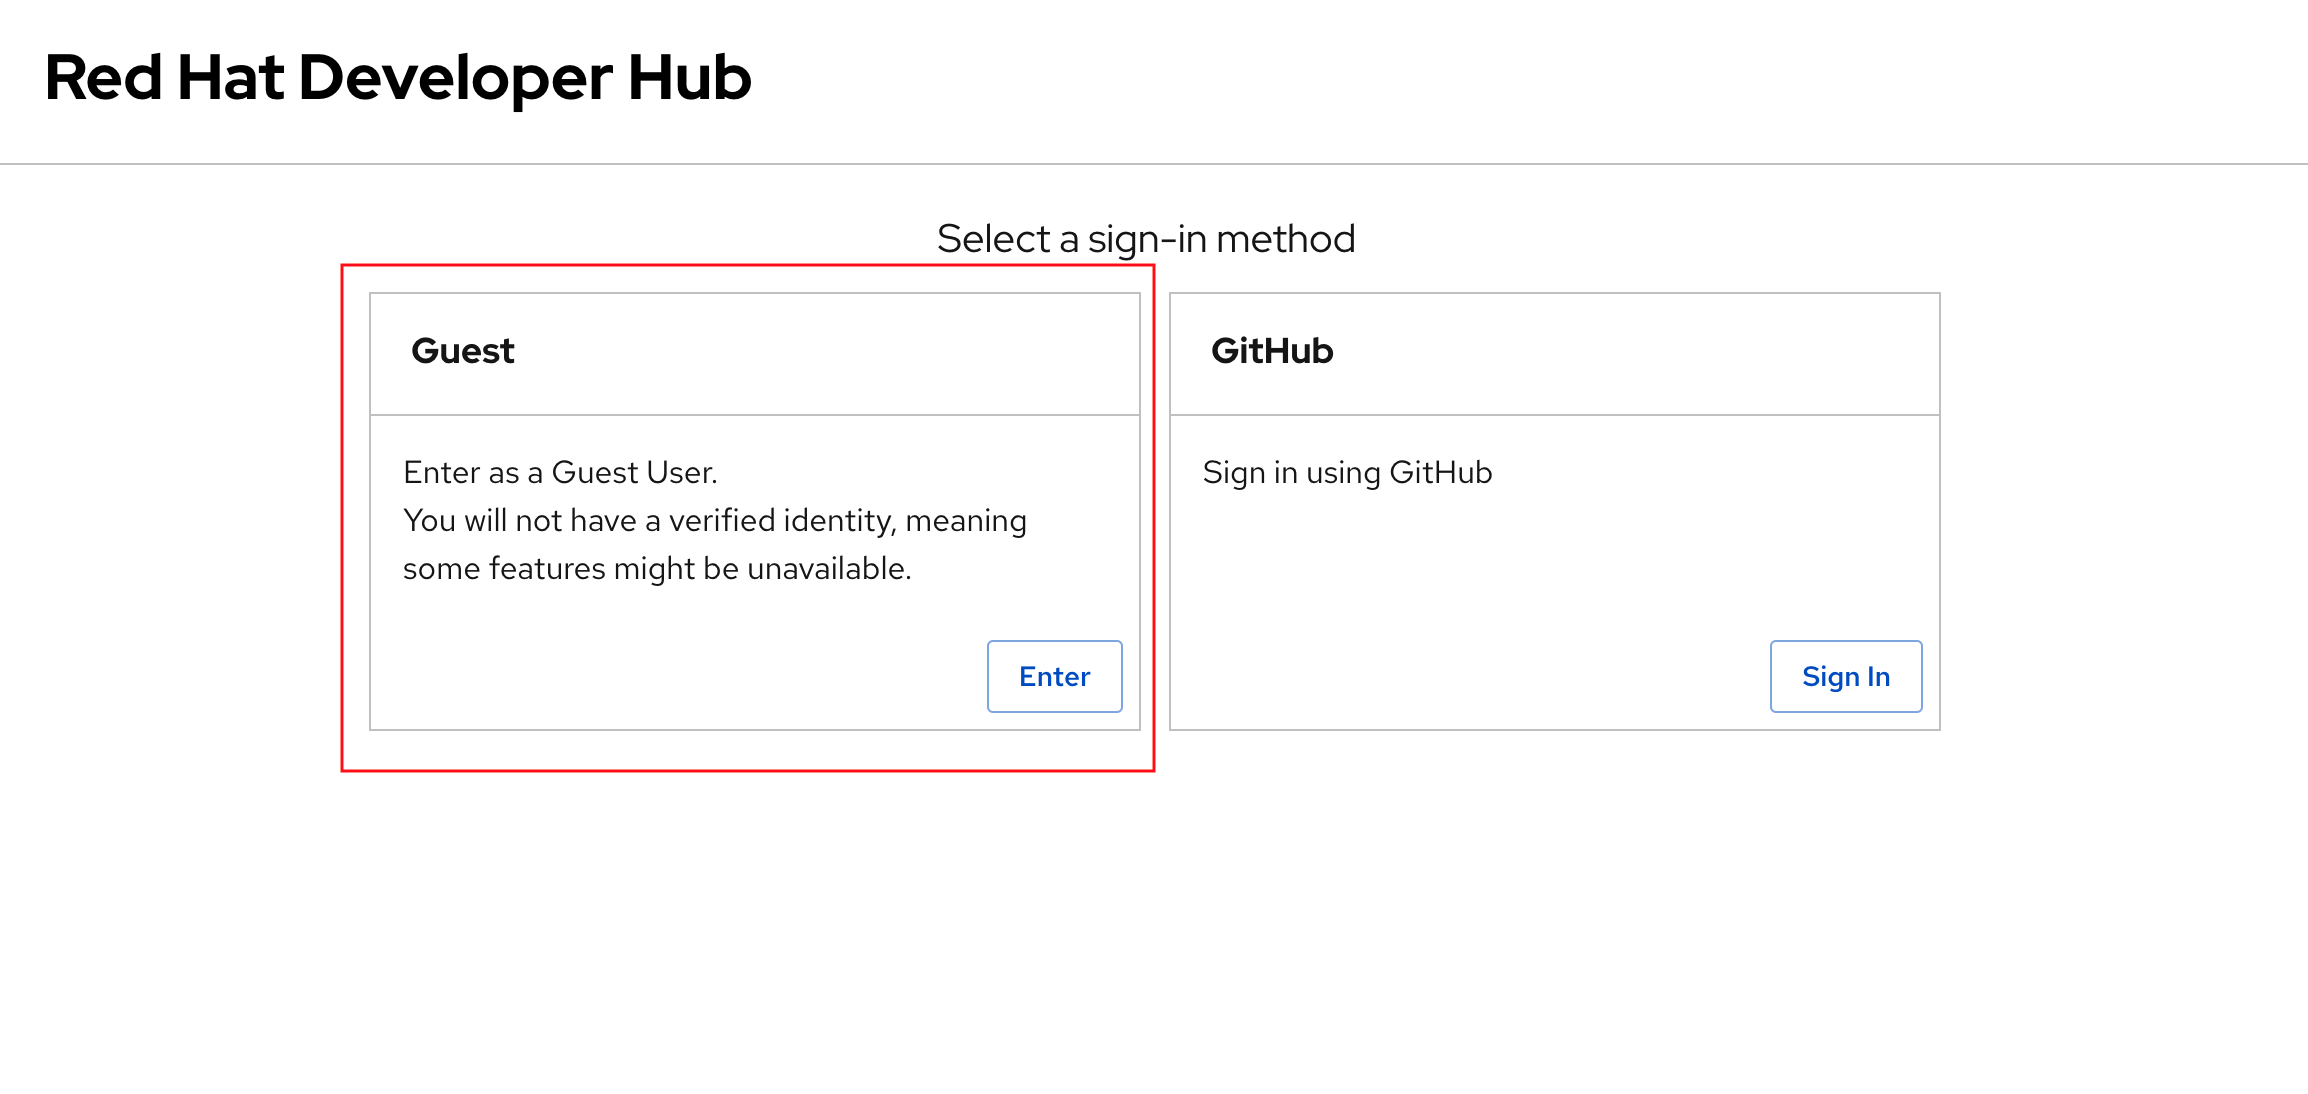 Red Hat Developer Hub
Select a sign-in method
Guest
Enter as a Guest User.
You will not have a verified identity, meaning
some features might be unavailable.
Enter
GitHub
Sign in using GitHub
Sign In